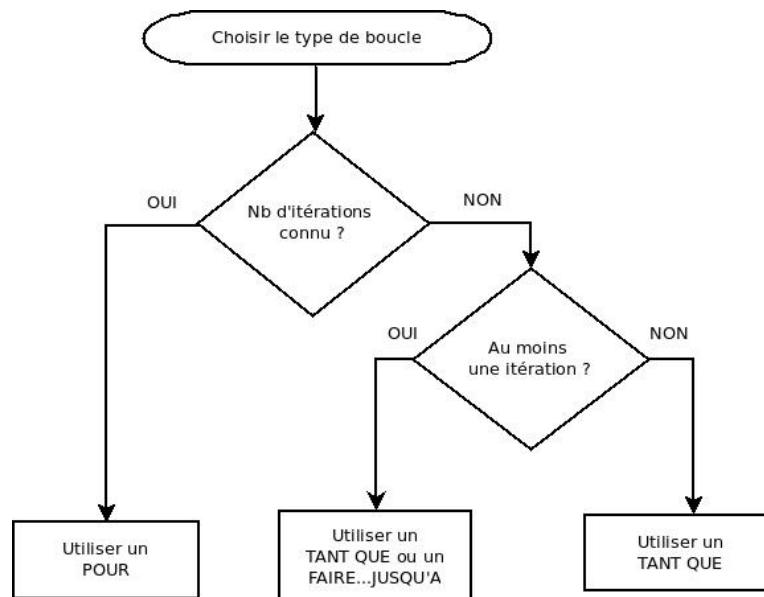 Choisir le type de boucle
OUI
Nb d'itérations
connu ?
NON
OUI
Au moins
une itération ?
NON
Utiliser un
POUR
Utiliser un
TANT QUE ou un
FAIRE...JUSQU'A
Utiliser un
TANT QUE